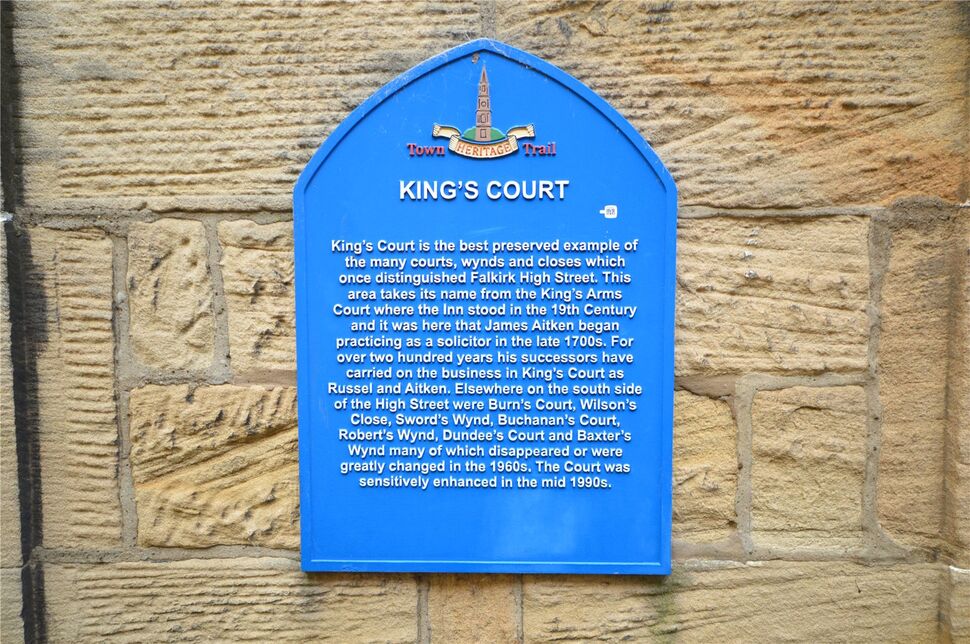 Town HERITAGE Trail
KING'S COURT
King's Court is the best preserved example of
the many courts, wynds and closes which
once distinguished Falkirk High Street. This
area takes its name from the King's Arms
Court where the Inn stood in the 19th Century
and it was here that James Aitken began
practicing as a solicitor in the late 1700s. For
over two hundred years his successors have
carried on the business in King's Court as
Russel and Aitken. Elsewhere on the south side
of the High Street were Burn's Court, Wilson's
Close, Sword's Wynd, Buchanan's Court,
Robert's Wynd, Dundee's Court and Baxter's
Wynd many of which disappeared or were
greatly changed in the 1960s. The Court was
sensitively enhanced in the mid 1990s.